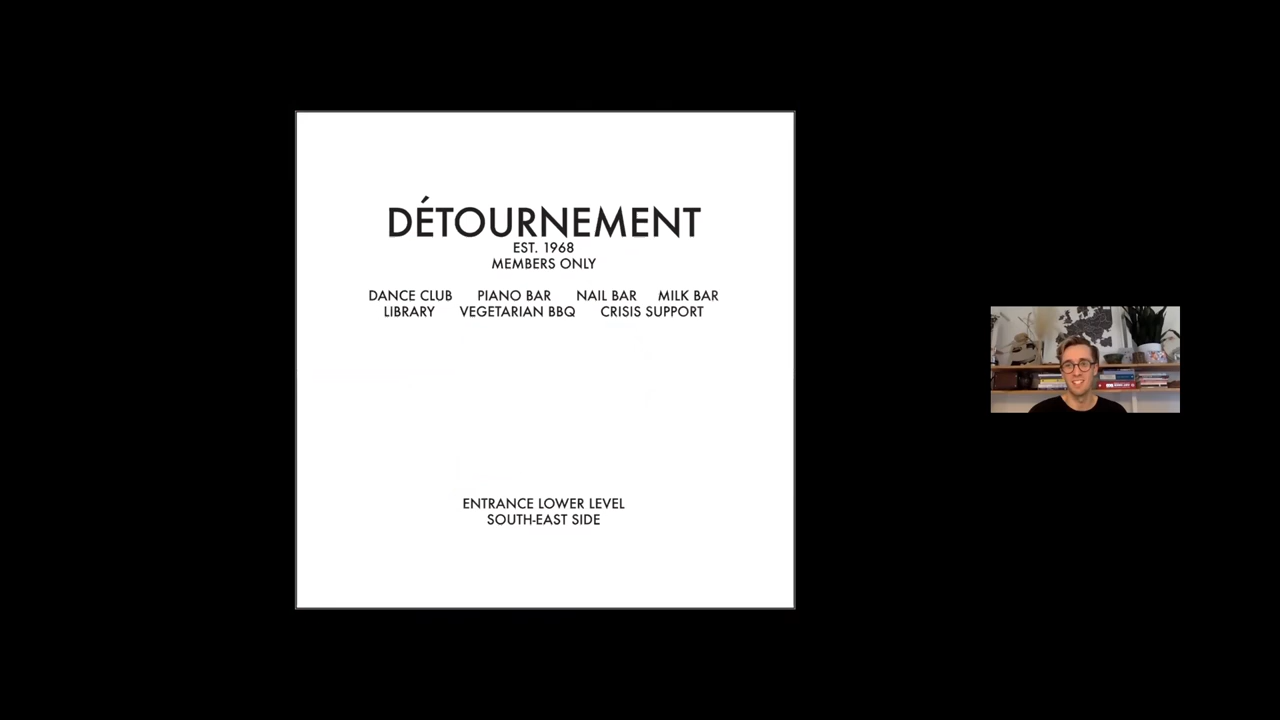 DÉTOURNEMENT
EST. 1968
MEMBERS ONLY
DANCE CLUB PIANO BAR NAIL BAR MILK BAR
LIBRARY VEGETARIAN BBQ CRISIS SUPPORT
ENTRANCE LOWER LEVEL
SOUTH-EAST SIDE